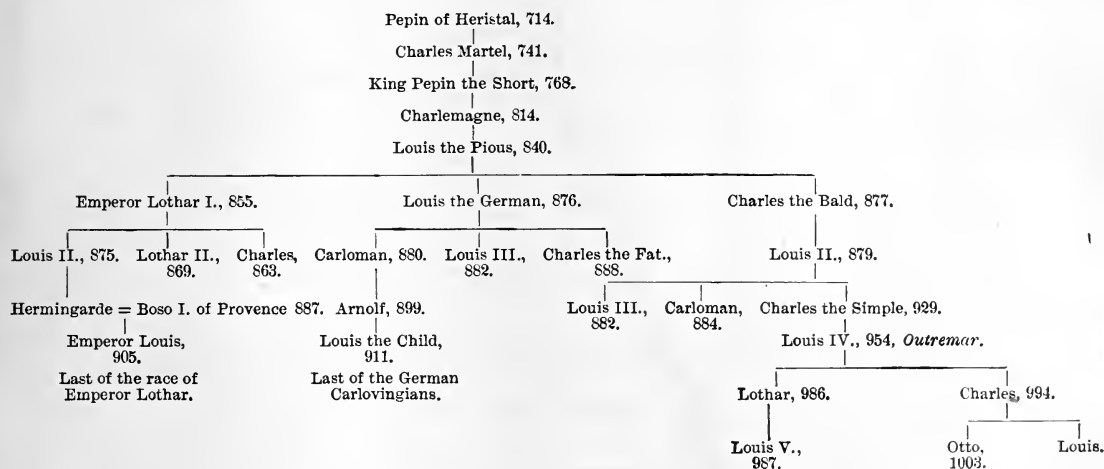 Pepin of Heristal, 714.
Charles Martel, 741.
King Pepin the Short, 768.
Charlemagne, 814.
Louis the Pious, 840.
Emperor Lothar I., 855. Louis the German, 876. Charles the Bald, 877.
Louis II., 875. Lothar II., Charles, Carloman, 880. Louis III., Charles the Fat., Louis II., 879.
869. 863. 882. 888.
Hermingarde = Boso I. of Provence 887. Arnolf, 899. Louis III., Carloman, Charles the Simple, 929.
882. 884.
Emperor Louis, Louis the Child, Louis IV., 954, Outremar.
905. 911.
Last of the race of Last of the German
Emperor Lothar. Carlovingians. Lothar, 986. Charles, 994.
Louis V., Otto, Louis.
987. 1003.